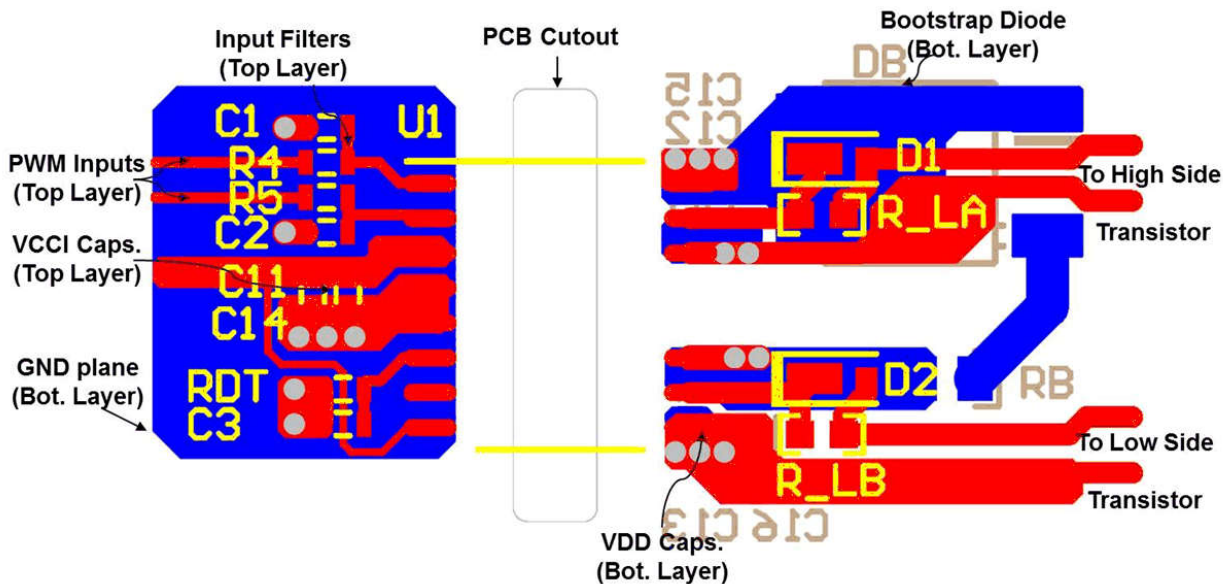 Input Filters
(Top Layer)
PCB Cutout
Bootstrap Diode
(Bot. Layer)
DB
C15
C12
C1
U1
PWM Inputs
(Top Layer)
R4
R5
C2
D1
To High Side
R_LA
Transistor
VCCI Caps.
(Top Layer)
C11
C14
GND plane
(Bot. Layer)
RDT
C3
D2
RB
To Low Side
R_LB
Transistor
C13
C16
VDD Caps.
(Bot. Layer)